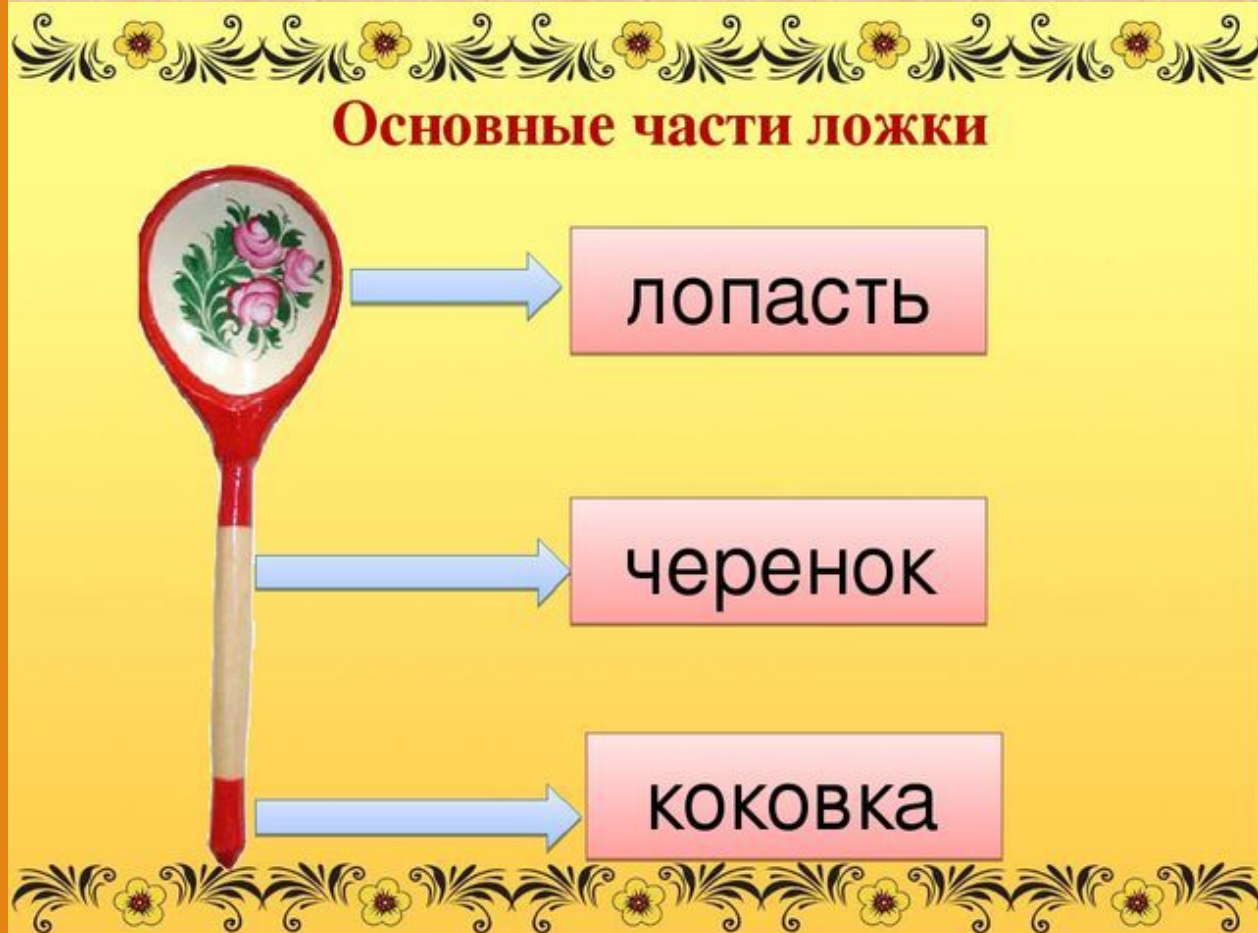 Основные части ложки
лопасть
черенок
коковка